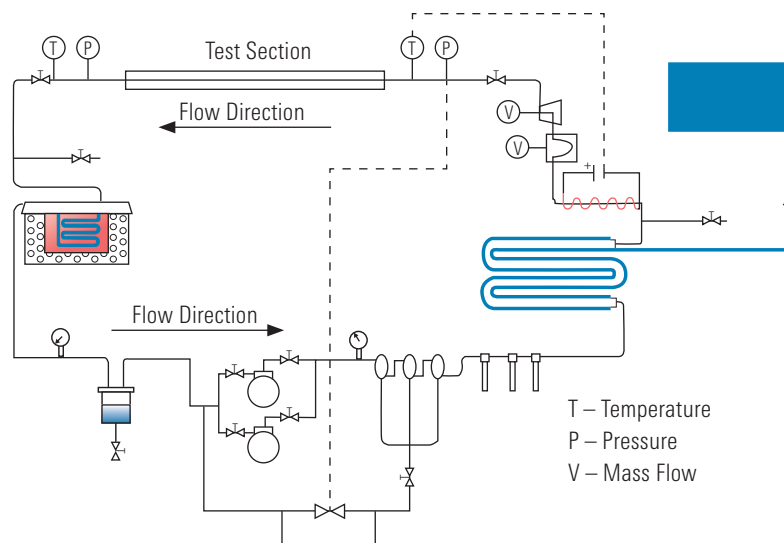 T
P
Test Section
T
P
Flow Direction
V
V
+
Flow Direction
T – Temperature
P – Pressure
V – Mass Flow